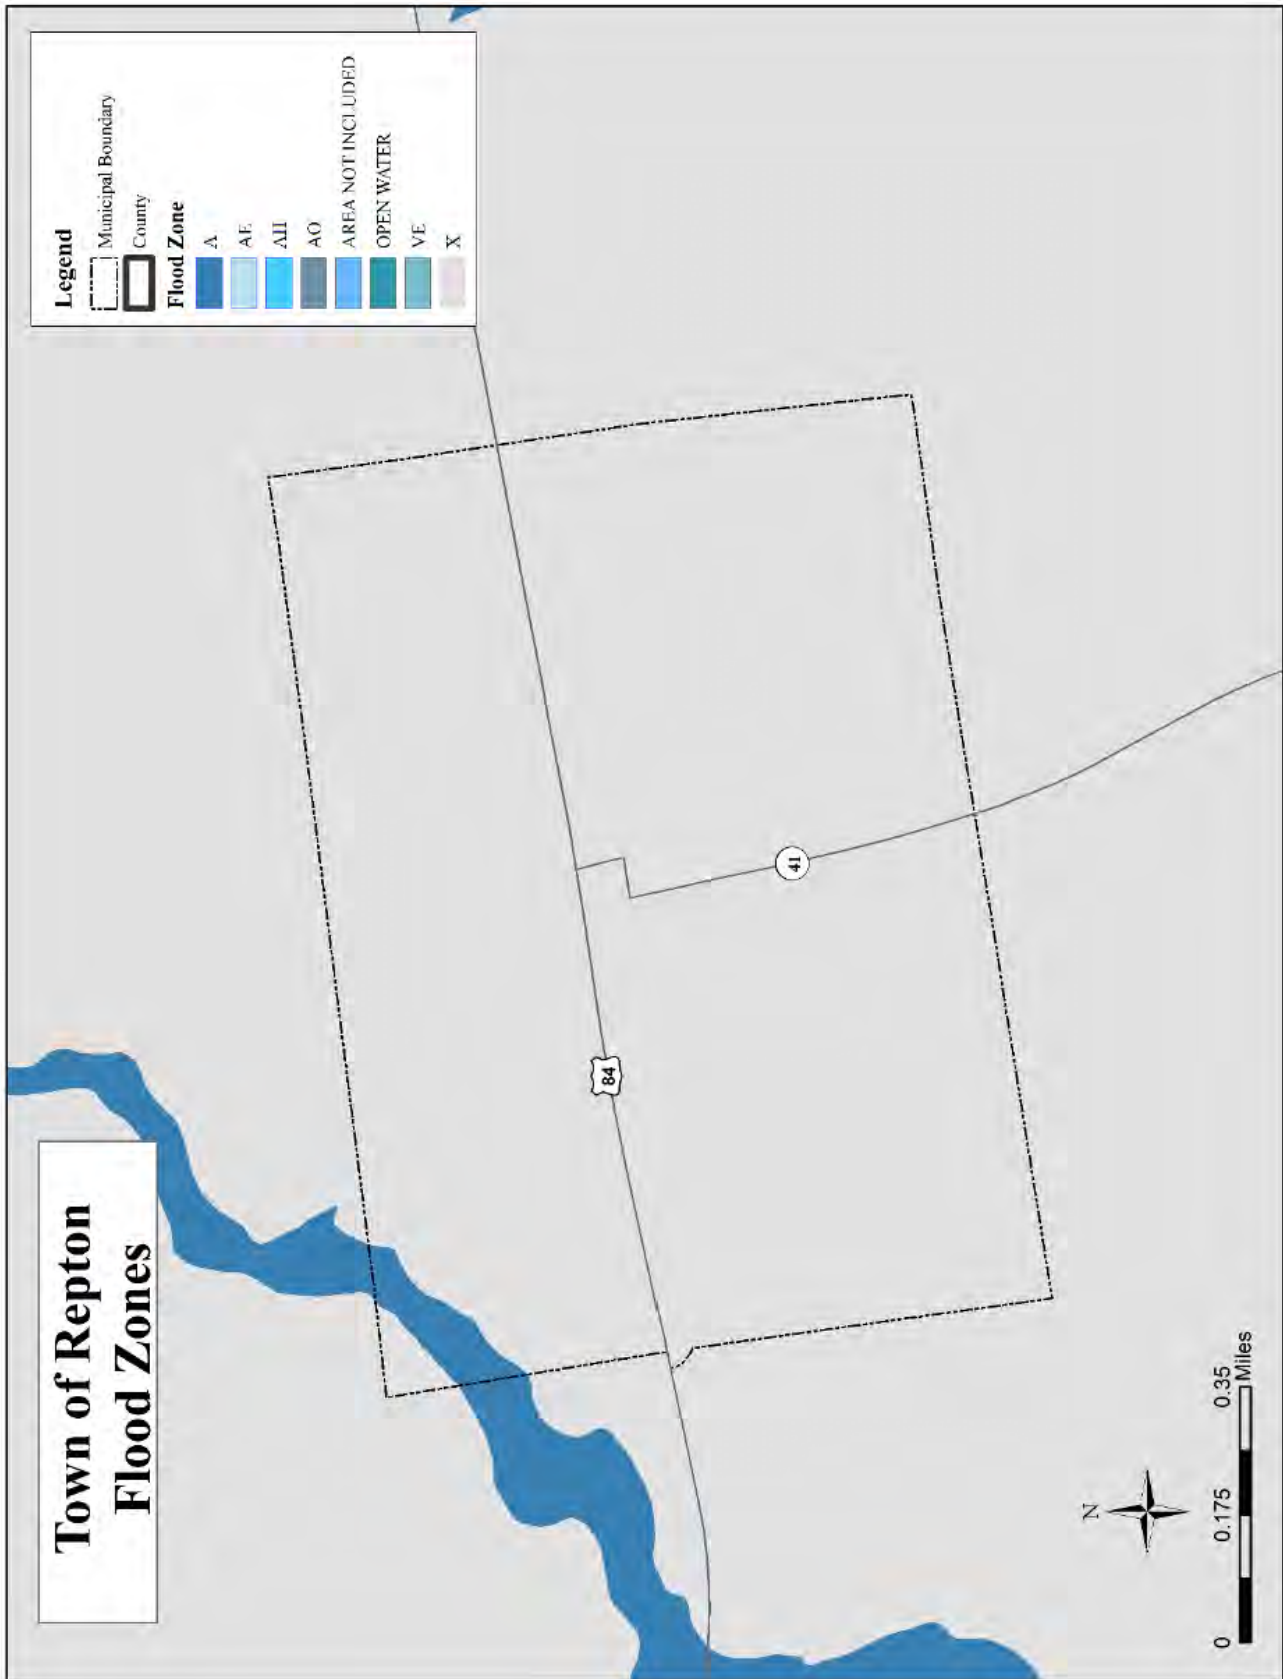 Town of Repton
Flood Zones
Legend
Municipal Boundary
County
Flood Zone
A
AE
AH
AO
AREA NOT INCLUDED
OPEN WATER
VE
X
84
41
N
0 0.175 0.35
Miles